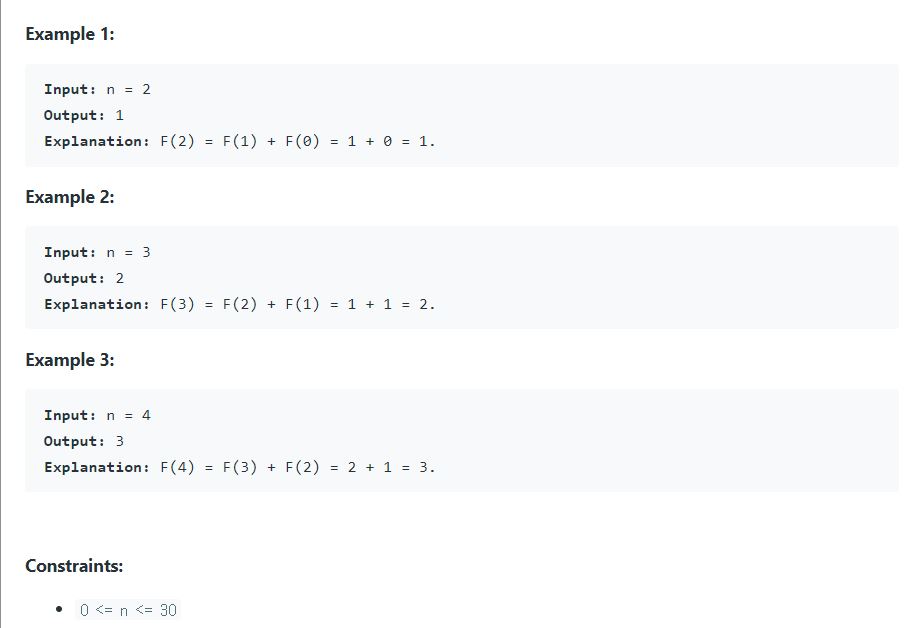 Example 1:
Input: n = 2
Output: 1
Explanation: F(2) = F(1) + F(0) = 1 + 0 = 1.
Example 2:
Input: n = 3
Output: 2
Explanation: F(3) = F(2) + F(1) = 1 + 1 = 2.
Example 3:
Input: n = 4
Output: 3
Explanation: F(4) = F(3) + F(2) = 2 + 1 = 3.
Constraints:
• 0 <= n <= 30